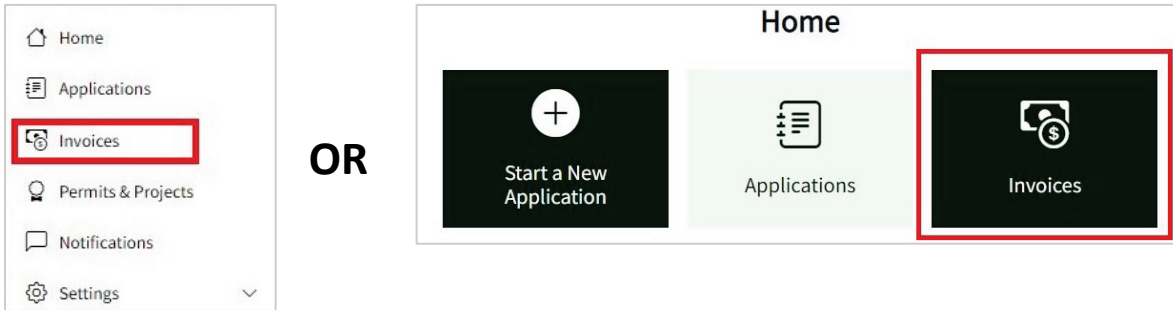 Home
Applications
Invoices
Permits & Projects
Notifications
Settings
OR
Home
Start a New
Application
Applications
Invoices